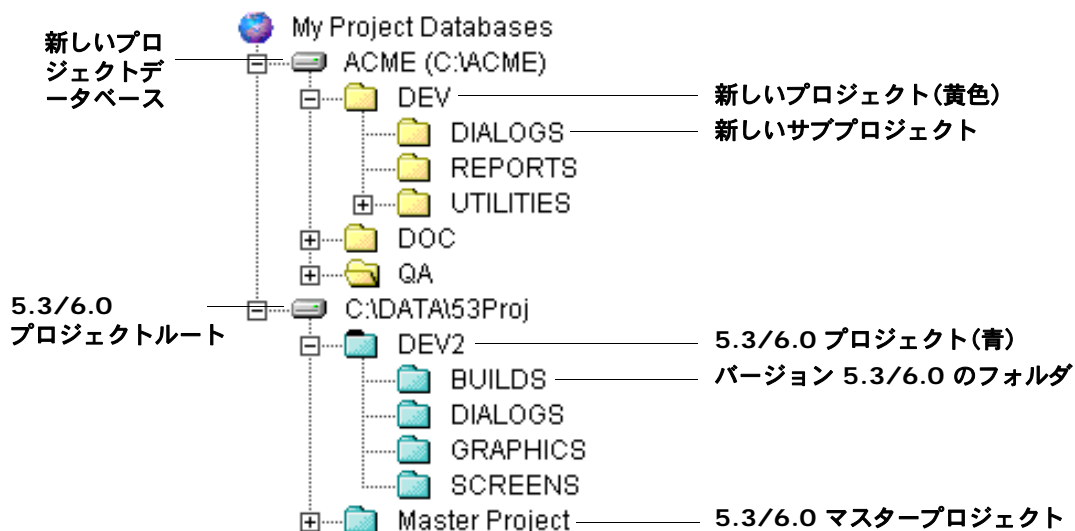 My Project Databases
新しいプロ
ジェクトデ
ータベース
ACME (C:\ACME)
DEV
新しいプロジェクト（黄色）
DIALOGS
新しいサブプロジェクト
REPORTS
UTILITIES
DOC
QA
5.3/6.0
プロジェクトルート
C:\DATA\53Proj
DEV2
5.3/6.0 プロジェクト（青）
BUILDS
バージョン 5.3/6.0 のフォルダ
DIALOGS
GRAPHICS
SCREENS
Master Project
5.3/6.0 マスタープロジェクト